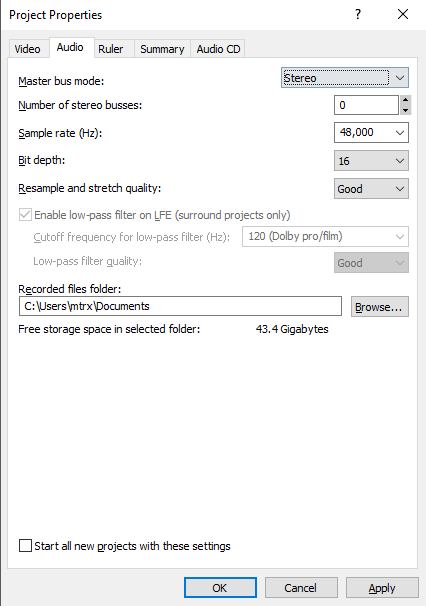 Project Properties
?
Video Audio Ruler Summary Audio CD
Master bus mode: Stereo
Number of stereo busses: 0
Sample rate (Hz): 48,000
Bit depth: 16
Resample and stretch quality: Good
Enable low-pass filter on LFE (surround projects only)
Cutoff frequency for low-pass filter (Hz): 120 (Dolby pro/film)
Low-pass filter quality: Good
Recorded files folder:
C:\Users\mtrx\Documents Browse...
Free storage space in selected folder: 43.4 Gigabytes
Start all new projects with these settings
OK Cancel Apply